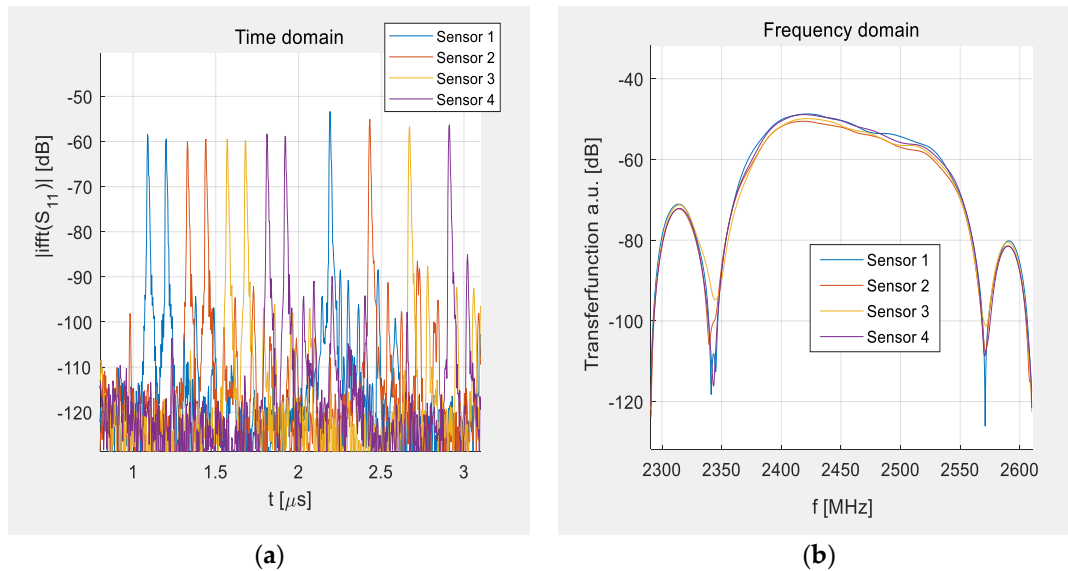 Time domain
Sensor 1
Sensor 2
Sensor 3
Sensor 4
-50
-60
-70
-80
-90
-100
-110
-120
|ifft(S₁₁)| [dB]
1
1.5
2
2.5
3
t [μs]
(a)
Frequency domain
-40
-60
-80
-100
-120
Transferfunction a.u. [dB]
Sensor 1
Sensor 2
Sensor 3
Sensor 4
2300
2350
2400
2450
2500
2550
2600
f [MHz]
(b)